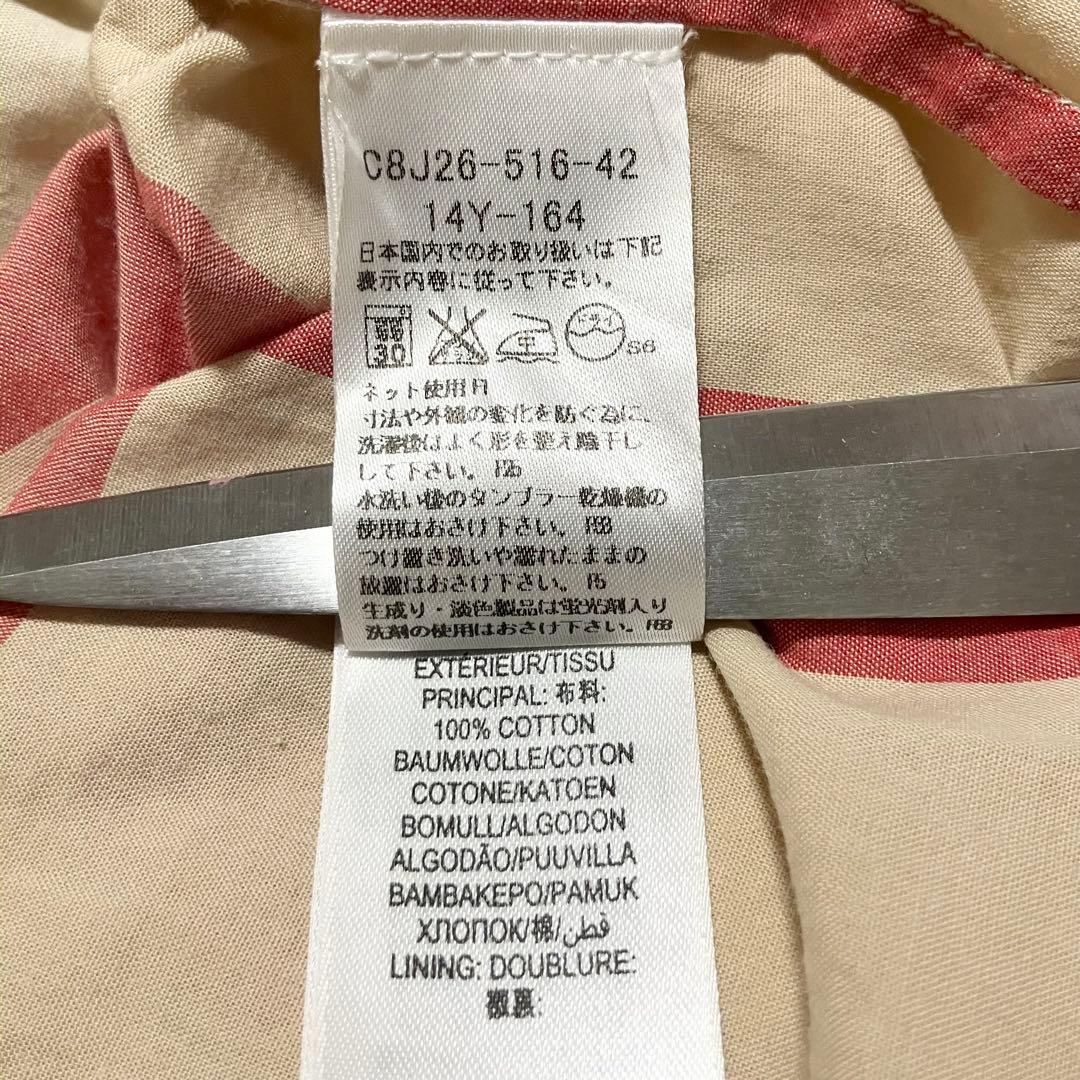 C8J26-516-42
14Y-164
日本国内でのお取り扱いは下記
表示内容に従って下さい。
30 中 ドライ S6
ネット使用
寸法や外観の変化を防ぐ為に、
洗濯後はよく形を整え陰干し
して下さい。
水洗い後のタンブラー乾燥機の
使用はおさけ下さい。
つけ置き洗いや濡れたままの
放置はおさけ下さい。
生成り・淡色製品は蛍光剤入り
洗剤の使用はおさけ下さい。
EXTÉRIEUR/TISSU
PRINCIPAL: 布料:
100% COTTON
BAUMWOLLE/COTON
COTONE/KATOEN
BOMULL/ALGODON
ALGODÃO/PUUVILLA
ΒΑΜΒΑΚΕΡΟ/PAMUK
ХЛОПОК/棉/قطن
LINING: DOUBLURE: